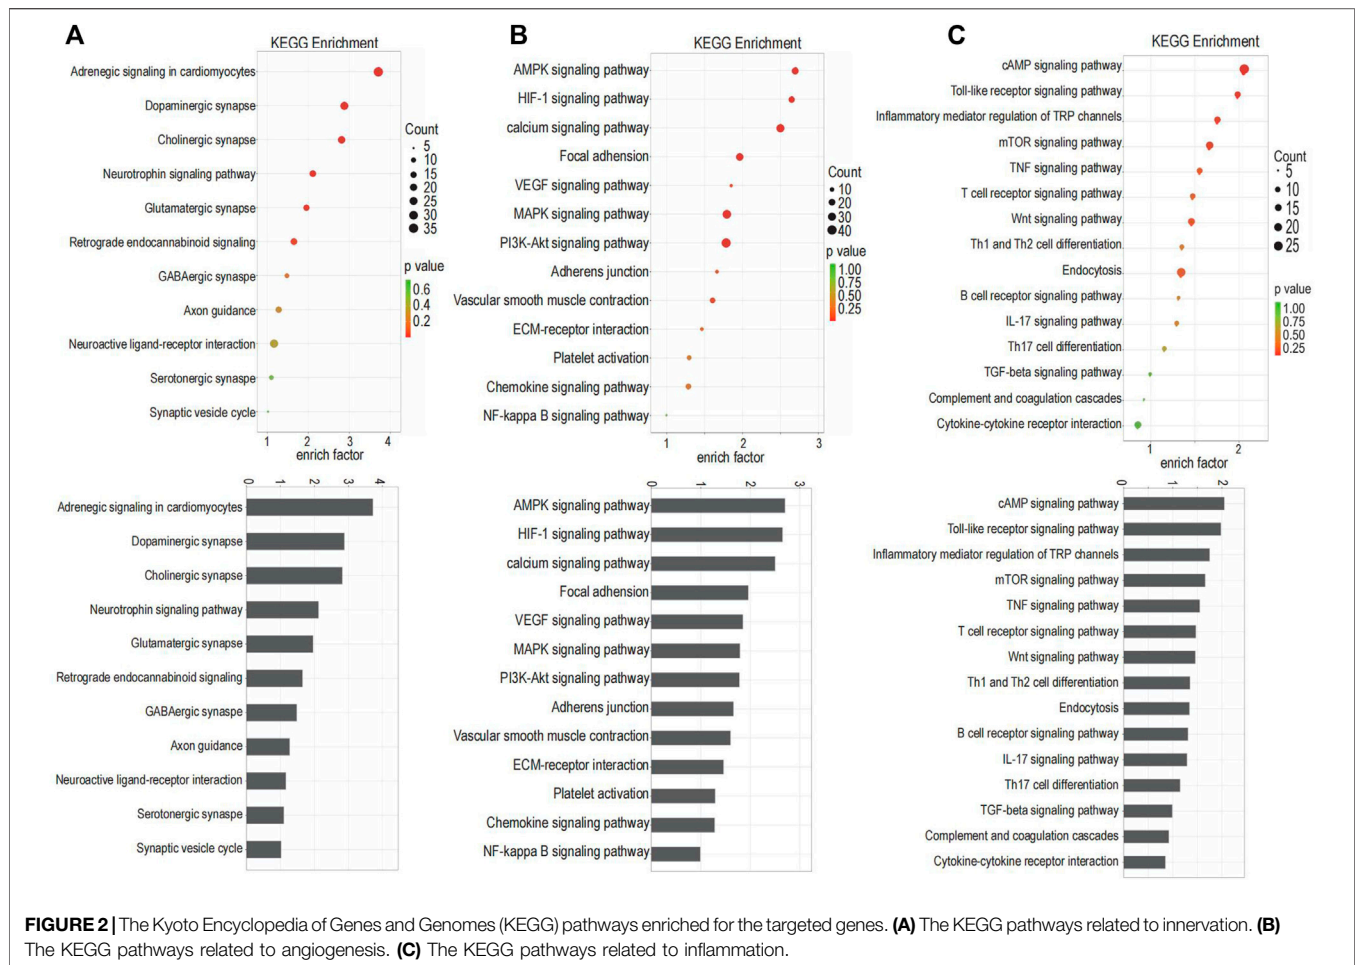 A
KEGG Enrichment
Adrenegic signaling in cardiomyocytes
Dopaminergic synapse
Cholinergic synapse
Neurotrophin signaling pathway
Glutamatergic synapse
Retrograde endocannabinoid signaling
GABAergic synaspe
Axon guidance
Neuroactive ligand-receptor interaction
Serotonergic synaspe
Synaptic vesicle cycle
1 2 3 4
enrich factor
Count
5
10
15
20
25
30
35
p value
0.6
0.4
0.2
B
KEGG Enrichment
AMPK signaling pathway
HIF-1 signaling pathway
calcium signaling pathway
Focal adhension
VEGF signaling pathway
MAPK signaling pathway
PI3K-Akt signaling pathway
Adherens junction
Vascular smooth muscle contraction
ECM-receptor interaction
Platelet activation
Chemokine signaling pathway
NF-kappa B signaling pathway
1 2 3
enrich factor
Count
10
20
30
40
p value
1.00
0.75
0.50
0.25
C
KEGG Enrichment
cAMP signaling pathway
Toll-like receptor signaling pathway
Inflammatory mediator regulation of TRP channels
mTOR signaling pathway
TNF signaling pathway
T cell receptor signaling pathway
Wnt signaling pathway
Th1 and Th2 cell differentiation
Endocytosis
B cell receptor signaling pathway
IL-17 signaling pathway
Th17 cell differentiation
TGF-beta signaling pathway
Complement and coagulation cascades
Cytokine-cytokine receptor interaction
1 2
enrich factor
Count
5
10
15
20
25
p value
1.00
0.75
0.50
0.25
0 1 2 3 4
Adrenegic signaling in cardiomyocytes
Dopaminergic synapse
Cholinergic synapse
Neurotrophin signaling pathway
Glutamatergic synapse
Retrograde endocannabinoid signaling
GABAergic synaspe
Axon guidance
Neuroactive ligand-receptor interaction
Serotonergic synaspe
Synaptic vesicle cycle
0 1 2 3
AMPK signaling pathway
HIF-1 signaling pathway
calcium signaling pathway
Focal adhension
VEGF signaling pathway
MAPK signaling pathway
PI3K-Akt signaling pathway
Adherens junction
Vascular smooth muscle contraction
ECM-receptor interaction
Platelet activation
Chemokine signaling pathway
NF-kappa B signaling pathway
0 1 2
cAMP signaling pathway
Toll-like receptor signaling pathway
Inflammatory mediator regulation of TRP channels
mTOR signaling pathway
TNF signaling pathway
T cell receptor signaling pathway
Wnt signaling pathway
Th1 and Th2 cell differentiation
Endocytosis
B cell receptor signaling pathway
IL-17 signaling pathway
Th17 cell differentiation
TGF-beta signaling pathway
Complement and coagulation cascades
Cytokine-cytokine receptor interaction
FIGURE 2 | The Kyoto Encyclopedia of Genes and Genomes (KEGG) pathways enriched for the targeted genes. (A) The KEGG pathways related to innervation. (B)
The KEGG pathways related to angiogenesis. (C) The KEGG pathways related to inflammation.